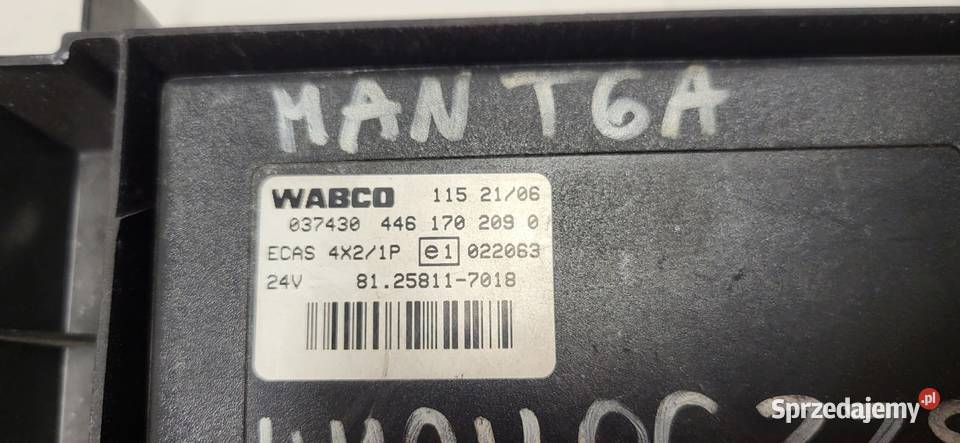 MAN TGA
WABCO 115 21/06
037430 446 170 209 0
ECAS 4X2/1P e1 022063
24V 81.25811-7018
Sprzedajemy.pl